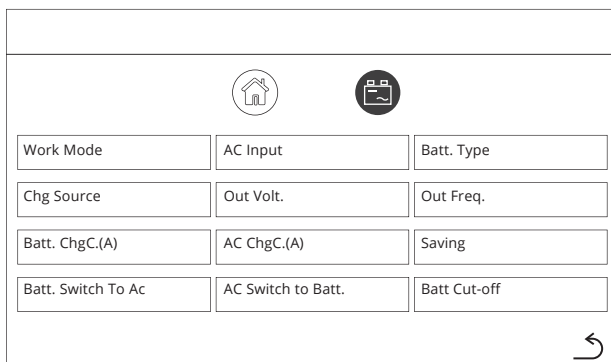 Work Mode
AC Input
Batt. Type
Chg Source
Out Volt.
Out Freq.
Batt. ChgC.(A)
AC ChgC.(A)
Saving
Batt. Switch To Ac
AC Switch to Batt.
Batt Cut-off